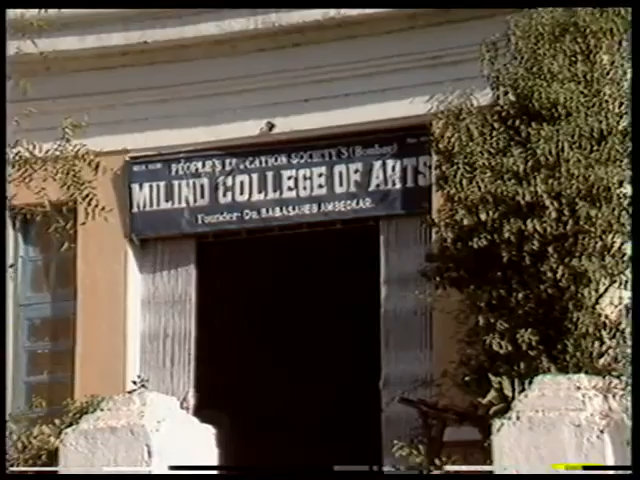 PEOPLE'S EDUCATION SOCIETY'S (Bombay)
MILIND COLLEGE OF ARTS
Founder- Dr. BABASAHEB AMBEDKAR.